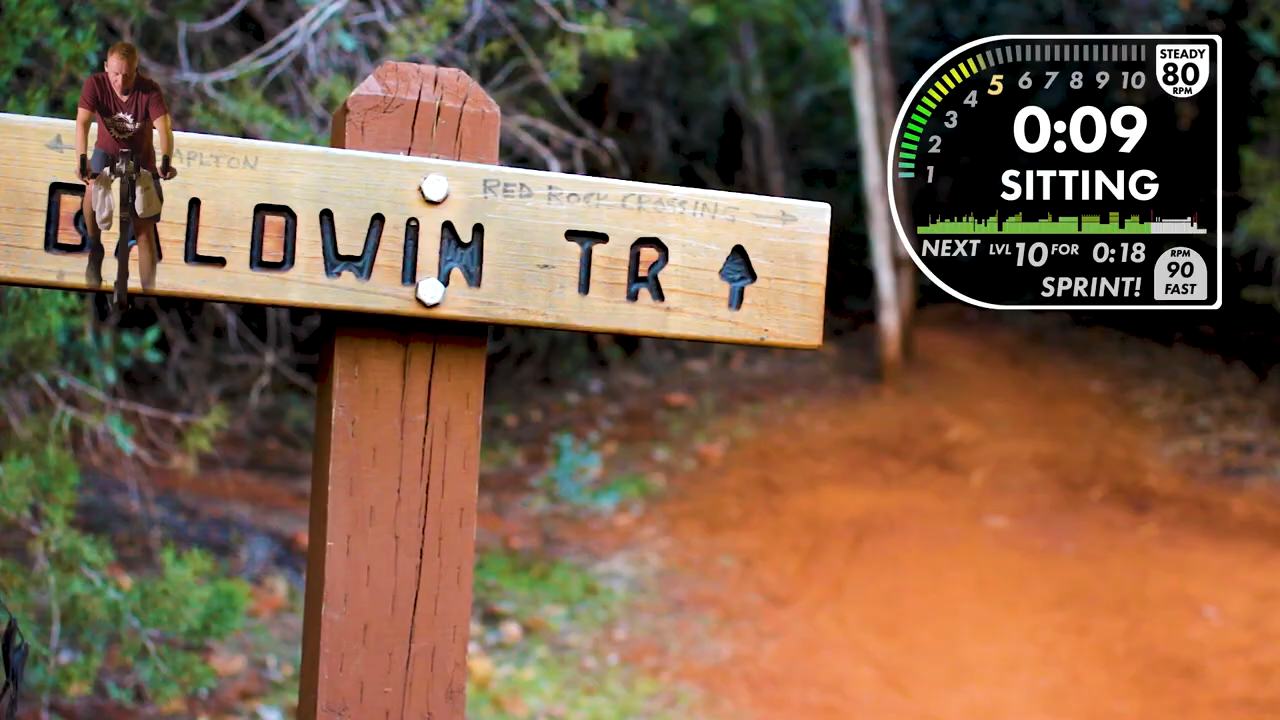 RED ROCK CROSSING
BALDWIN TR
1
2
3
4
5 6 7 8 9 10
STEADY
80
RPM
0:09
SITTING
NEXT LVL 10 FOR 0:18
SPRINT!
RPM
90
FAST